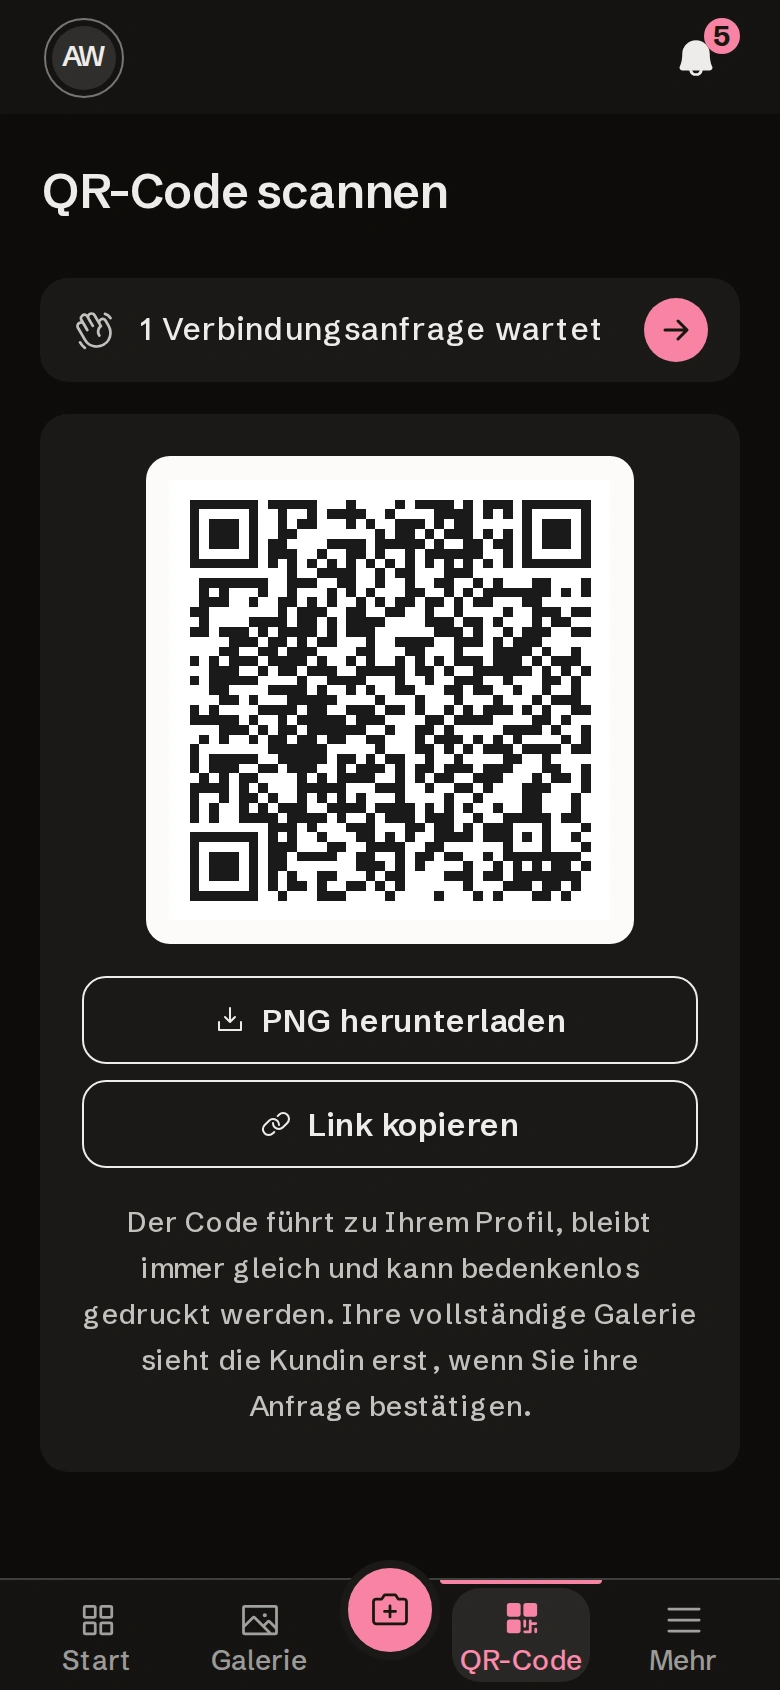 AW
5
QR-Code scannen
1 Verbindungsanfrage wartet
PNG herunterladen
Link kopieren
Der Code führt zu Ihrem Profil, bleibt
immer gleich und kann bedenkenlos
gedruckt werden. Ihre vollständige Galerie
sieht die Kundin erst, wenn Sie ihre
Anfrage bestätigen.
Start
Galerie
QR-Code
Mehr